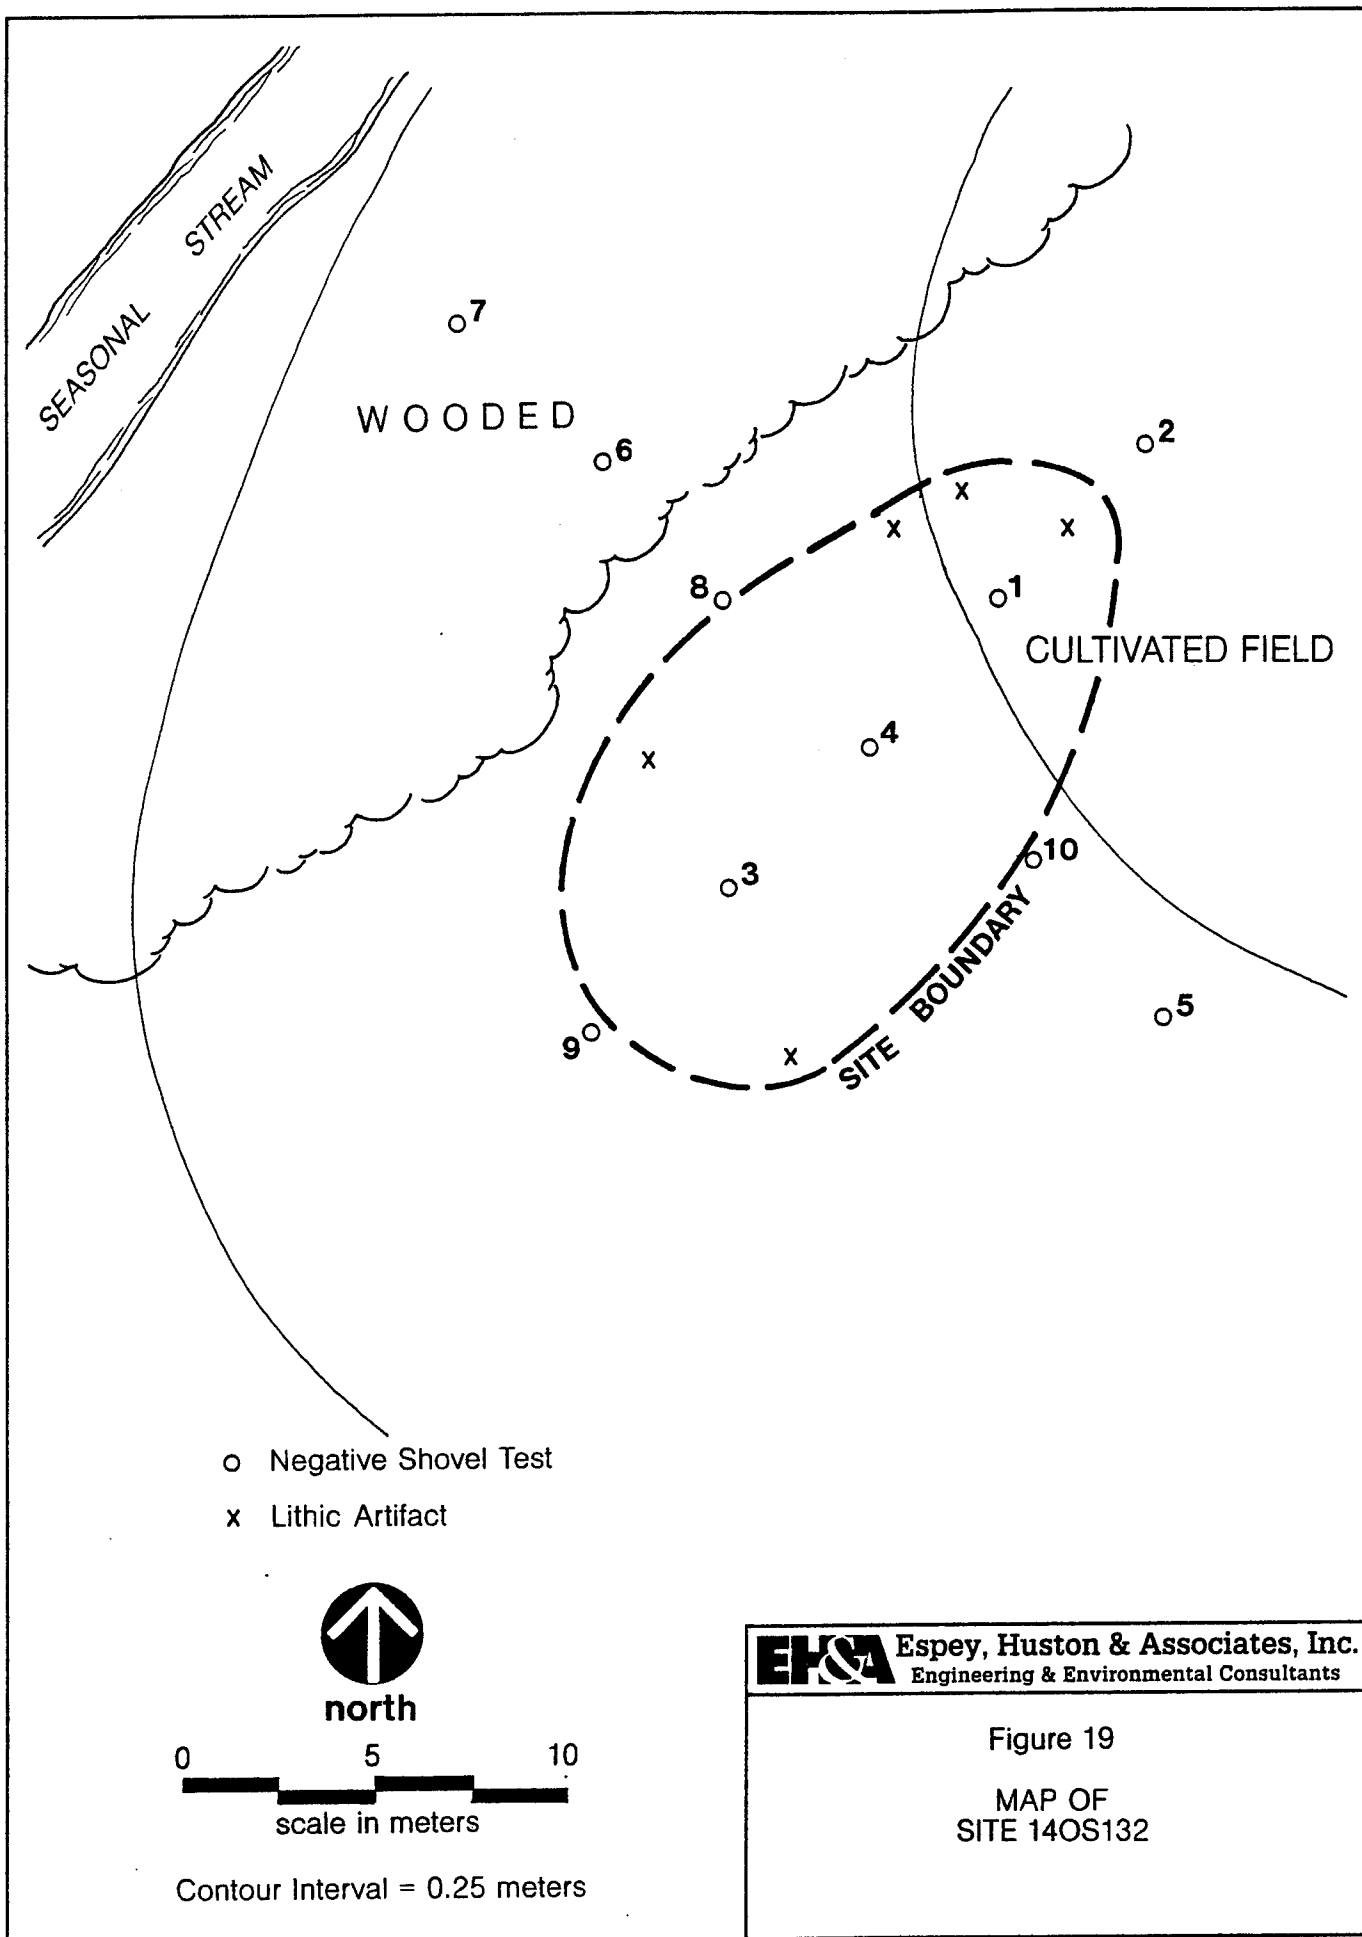 SEASONAL STREAM
7
WOODED
6
2
8
1
CULTIVATED FIELD
4
3
10
SITE BOUNDARY
5
9
x
x
x
x
x
o Negative Shovel Test
x Lithic Artifact
north
0 5 10
scale in meters
Contour Interval = 0.25 meters
EH&A Espey, Huston & Associates, Inc.
Engineering & Environmental Consultants
Figure 19
MAP OF
SITE 14OS132